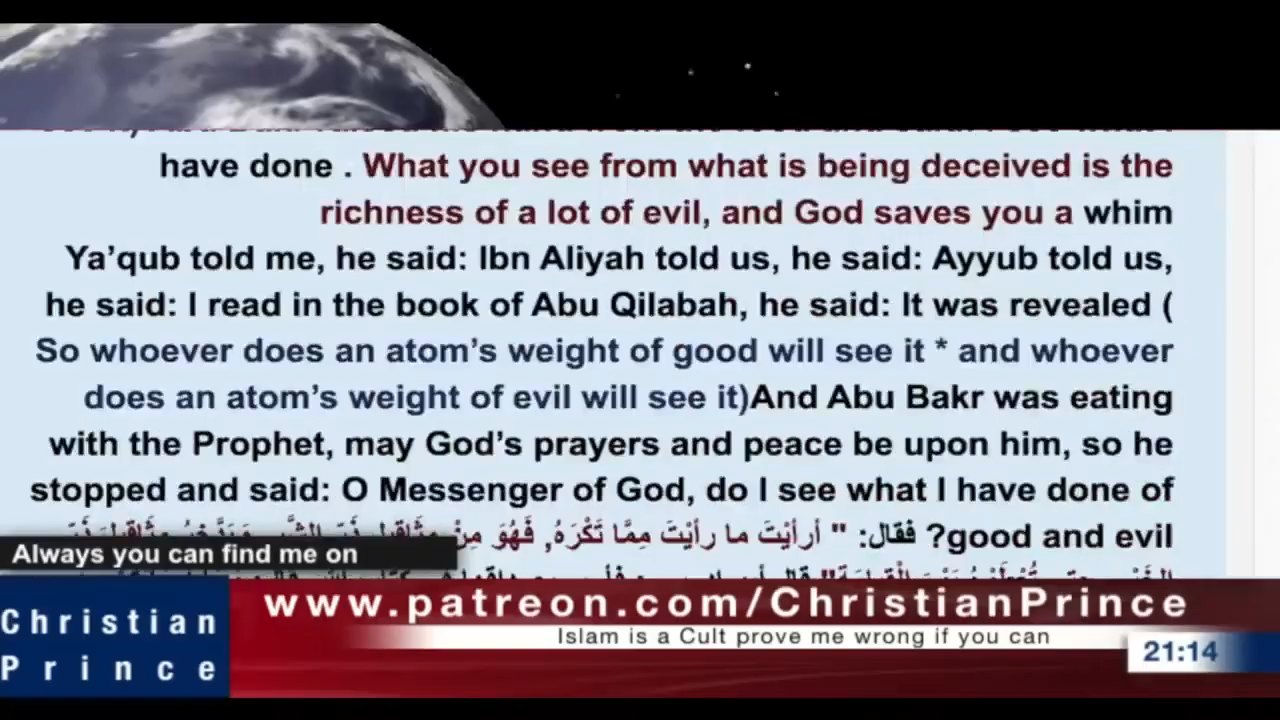 have done . What you see from what is being deceived is the
richness of a lot of evil, and God saves you a whim
Ya’qub told me, he said: Ibn Aliyah told us, he said: Ayyub told us,
he said: I read in the book of Abu Qilabah, he said: It was revealed (
So whoever does an atom’s weight of good will see it * and whoever
does an atom’s weight of evil will see it)And Abu Bakr was eating
with the Prophet, may God’s prayers and peace be upon him, so he
stopped and said: O Messenger of God, do I see what I have done of
good and evil? فقال: " أرأيْتَ ما رأيْتَ مِمَّا تَكْرَهُ, فَهُوَ مِنْ
Always you can find me on
www.patreon.com/ChristianPrince
Islam is a Cult prove me wrong if you can
Christian
Prince
21:14